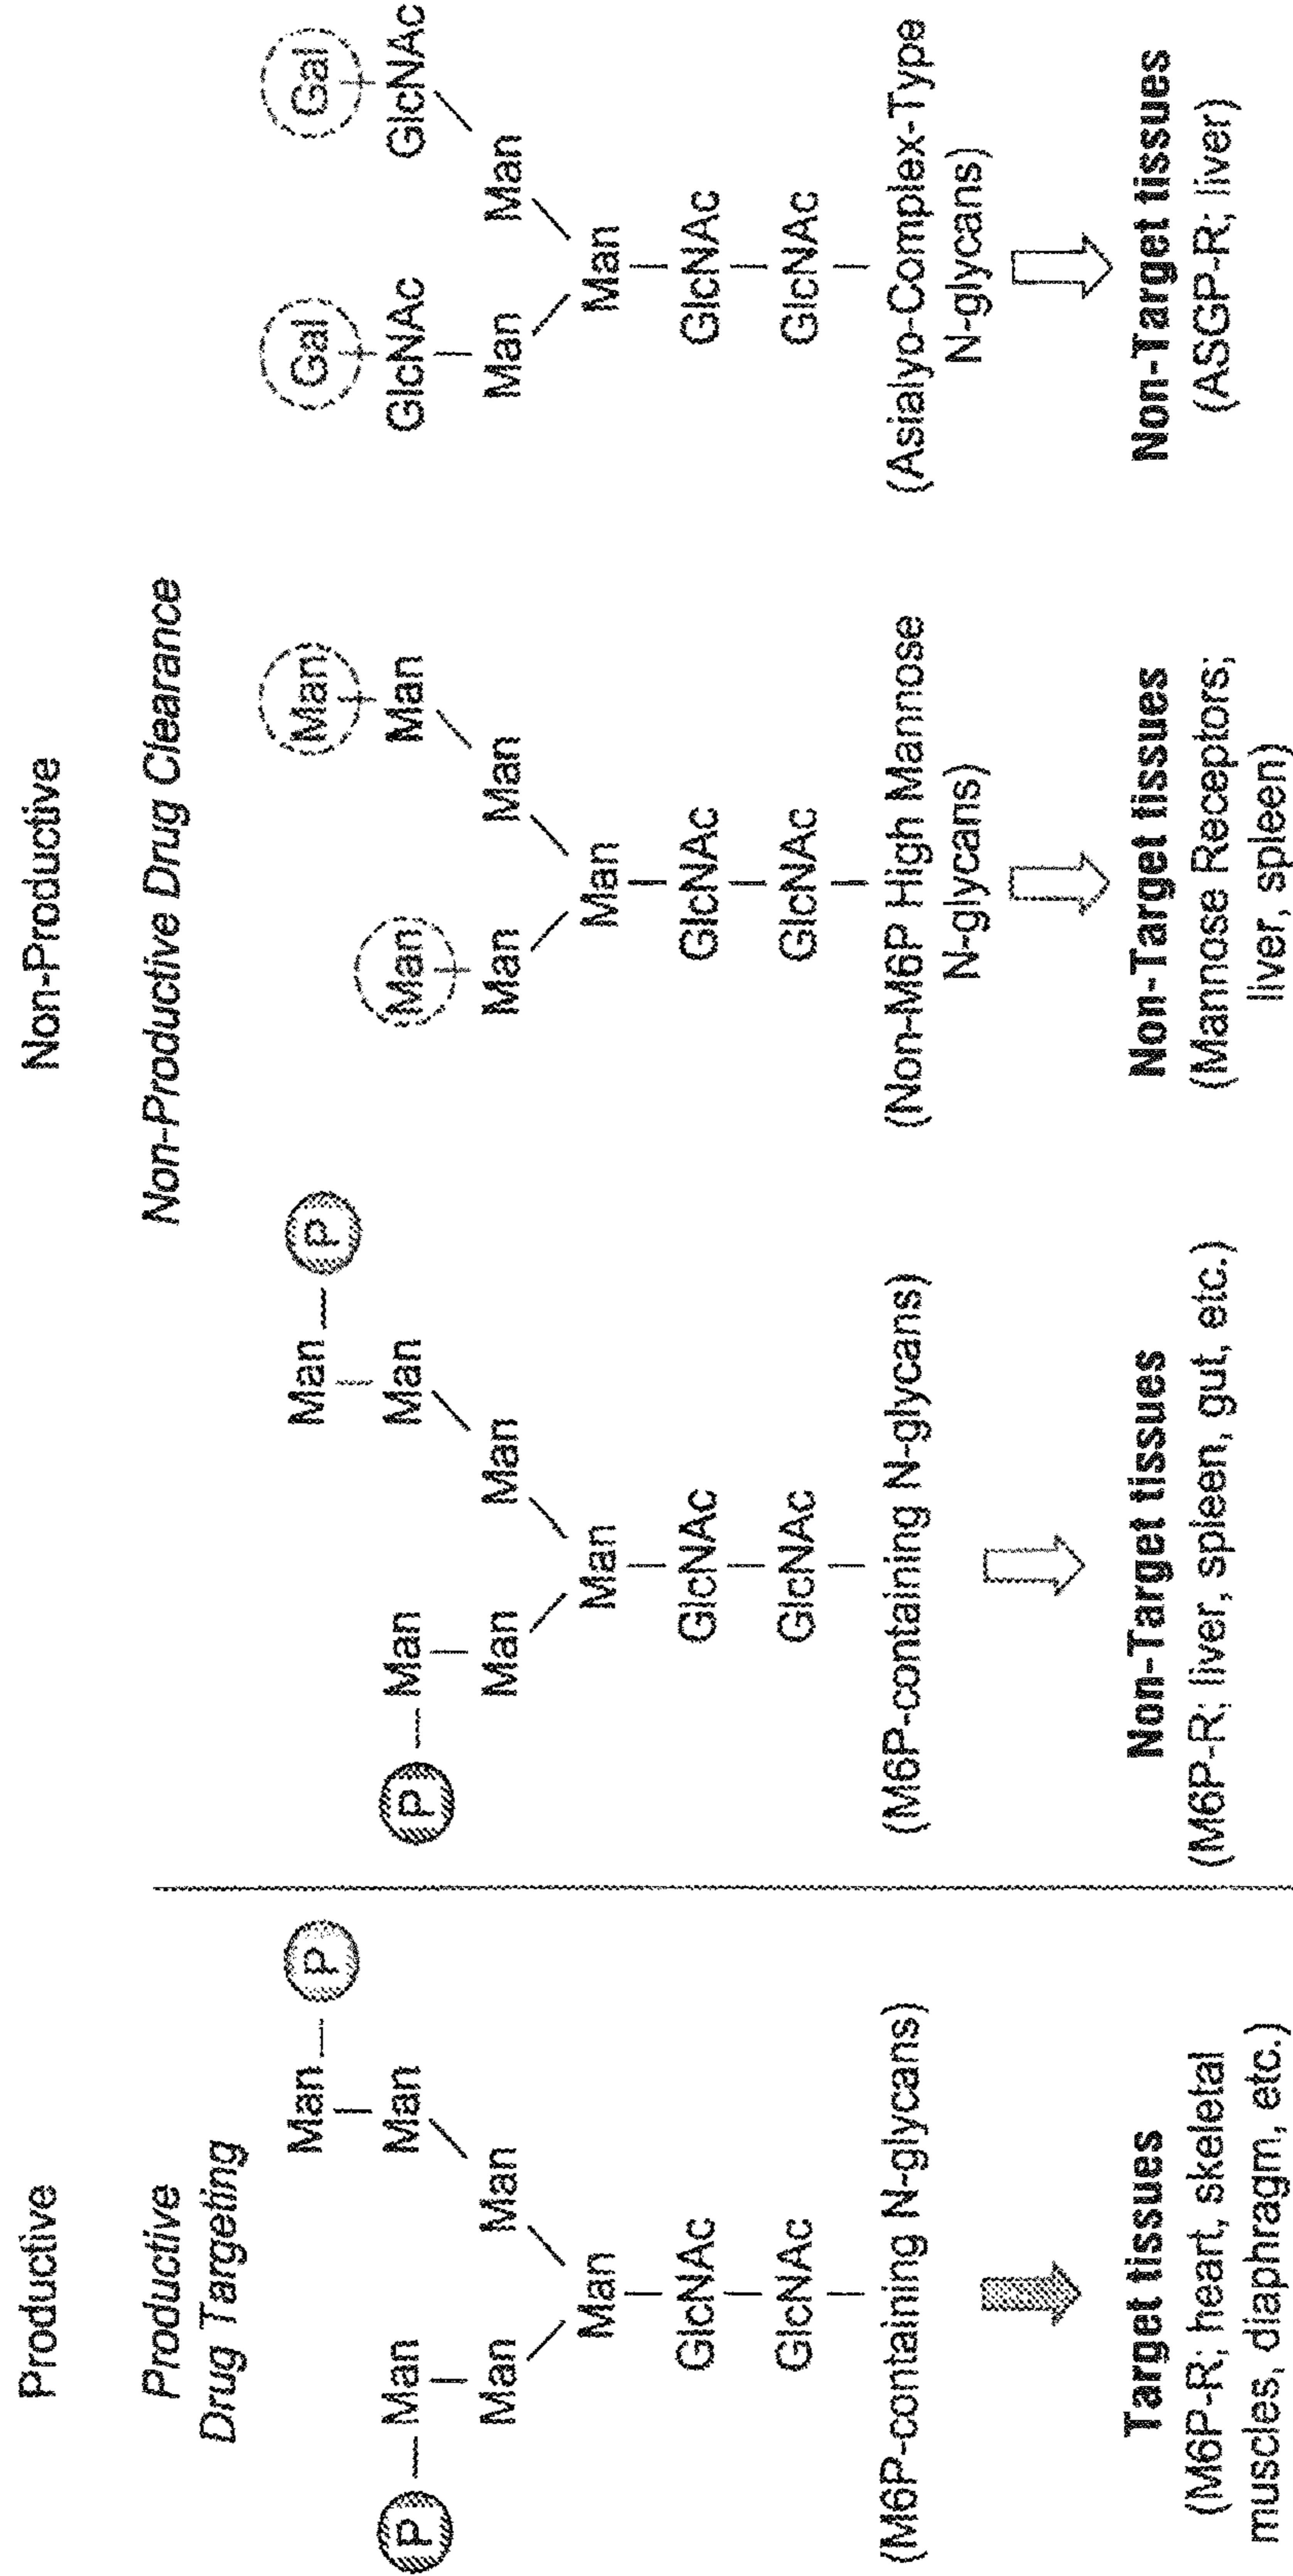 Productive
Non-Productive
Productive
Drug Targeting
Non-Productive Drug Clearance
Man
P
P
Man
Man
Man
Man
Man
GlcNAc
GlcNAc
(M6P-containing N-glycans)
Target tissues
(M6P-R; heart, skeletal
muscles, diaphragm, etc.)
Man
P
P
Man
Man
Man
Man
Man
GlcNAc
GlcNAc
(M6P-containing N-glycans)
Non-Target tissues
(M6P-R; liver, spleen, gut, etc.)
Man
Man
Man
Man
Man
Man
GlcNAc
GlcNAc
(Non-M6P High Mannose
N-glycans)
Non-Target tissues
(Mannose Receptors;
liver, spleen)
Gal
Gal
GlcNAc
GlcNAc
Man
Man
Man
GlcNAc
GlcNAc
(Asialyo-Complex-Type
N-glycans)
Non-Target tissues
(ASGP-R; liver)